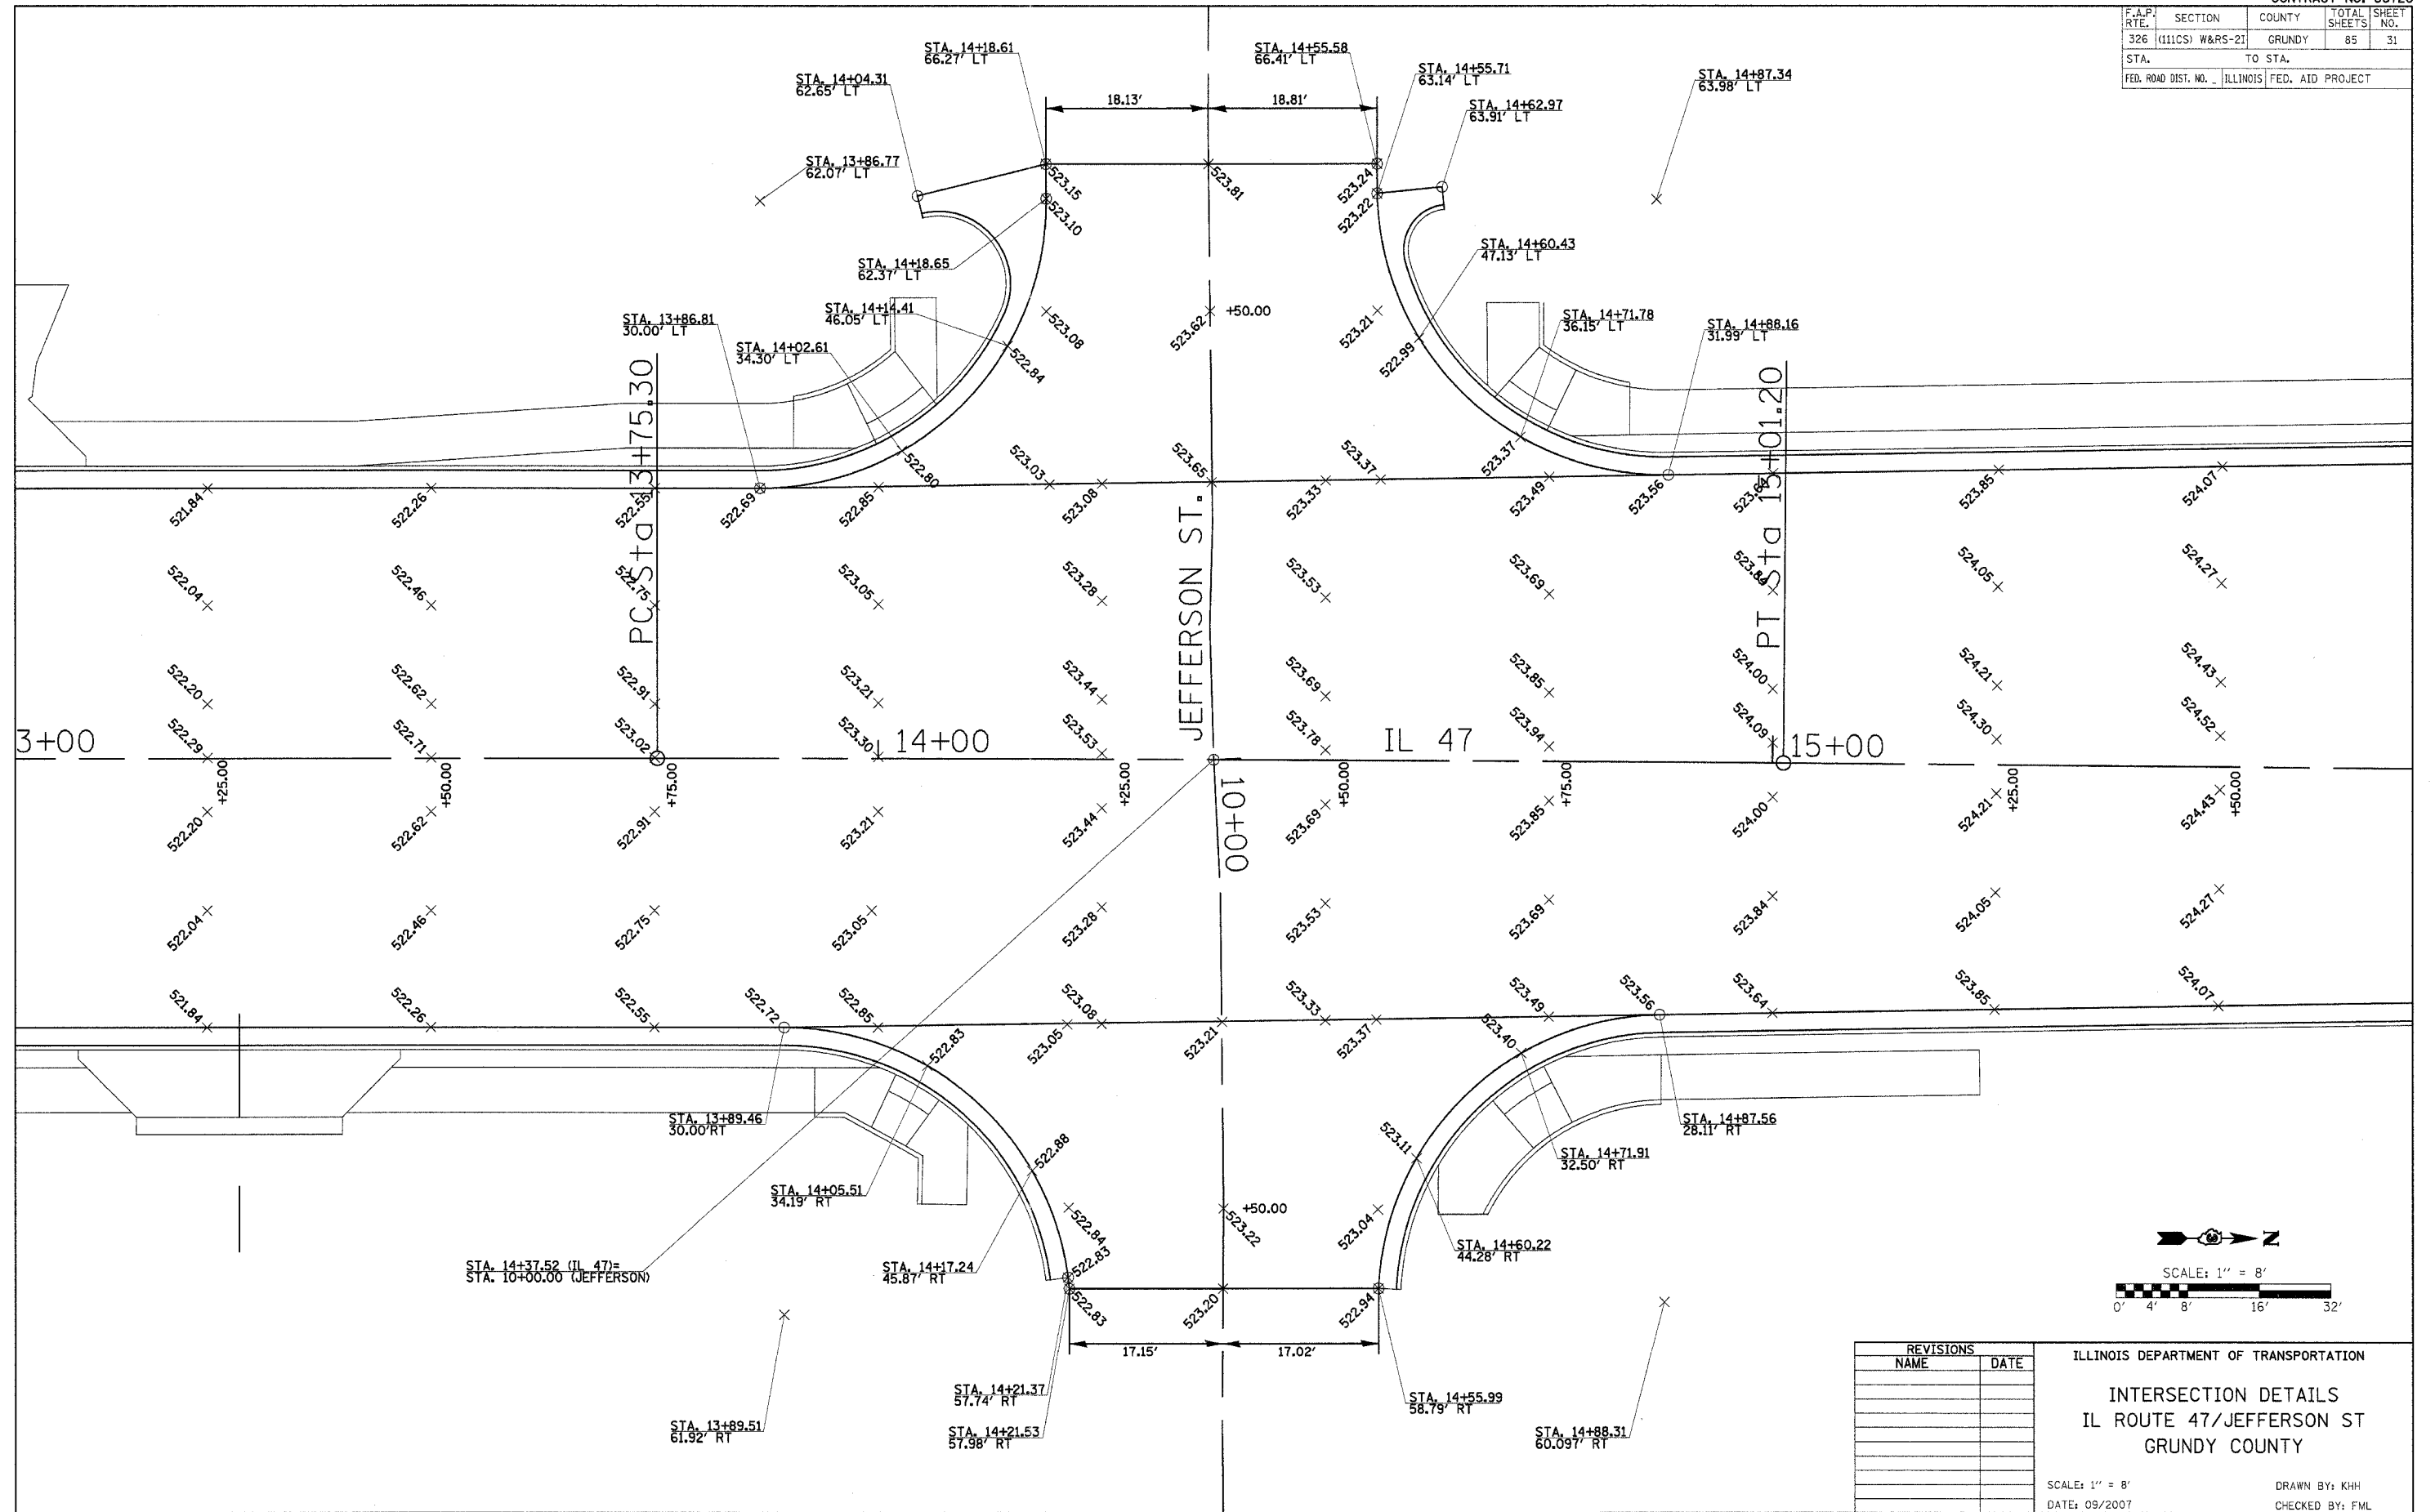 F.A.P. RTE.
SECTION
COUNTY
TOTAL SHEETS
SHEET NO.
326
(111CS) W&RS-2I
GRUNDY
85
31
STA.
TO STA.
FED. ROAD DIST. NO. _
ILLINOIS
FED. AID PROJECT
STA. 14+18.61
66.27' LT
STA. 14+55.58
66.41' LT
STA. 14+04.31
62.65' LT
STA. 14+55.71
63.14' LT
STA. 14+87.34
63.98' LT
STA. 14+62.97
63.91' LT
18.13'
18.81'
STA. 13+86.77
62.07' LT
523.15
523.81
523.24
523.10
523.22
STA. 14+18.65
62.37' LT
STA. 14+60.43
47.13' LT
STA. 13+86.81
30.00' LT
STA. 14+14.41
46.05' LT
STA. 14+02.61
34.30' LT
523.08
523.62
+50.00
523.21
STA. 14+71.78
36.15' LT
STA. 14+88.16
31.99' LT
522.84
522.99
PC Sta 13+75.30
PT Sta 15+01.20
522.80
523.37
521.84
522.26
522.55
522.69
522.85
523.03
523.08
523.65
523.33
523.37
523.49
523.56
523.64
523.85
524.07
JEFFERSON ST.
522.04
522.46
522.75
523.05
523.28
523.53
523.69
523.84
524.05
524.27
522.20
522.62
522.91
523.21
523.44
523.69
523.85
524.00
524.21
524.43
522.29
522.71
523.02
523.30
523.53
523.78
523.94
524.09
524.30
524.52
3+00
14+00
IL 47
15+00
+25.00
+50.00
+75.00
+25.00
+50.00
+75.00
+25.00
+50.00
10+00
522.20
522.62
522.91
523.21
523.44
523.69
523.85
524.00
524.21
524.43
522.04
522.46
522.75
523.05
523.28
523.53
523.69
523.84
524.05
524.27
521.84
522.26
522.55
522.72
522.85
523.05
523.08
523.21
523.33
523.37
523.49
523.56
523.64
523.85
524.07
522.83
523.40
STA. 13+89.46
30.00'RT
STA. 14+87.56
28.11' RT
522.88
523.11
STA. 14+71.91
32.50' RT
STA. 14+05.51
34.19' RT
522.84
523.22
+50.00
523.04
STA. 14+60.22
44.28' RT
STA. 14+37.52 (IL 47)=
STA. 10+00.00 (JEFFERSON)
STA. 14+17.24
45.87' RT
522.83
522.83
523.20
522.94
N
SCALE: 1" = 8'
0' 4' 8' 16' 32'
17.15'
17.02'
STA. 14+21.37
57.74' RT
STA. 14+55.99
58.79' RT
STA. 13+89.51
61.92' RT
STA. 14+21.53
57.98' RT
STA. 14+88.31
60.097' RT
REVISIONS
NAME
DATE
ILLINOIS DEPARTMENT OF TRANSPORTATION
INTERSECTION DETAILS
IL ROUTE 47/JEFFERSON ST
GRUNDY COUNTY
SCALE: 1" = 8'
DRAWN BY: KHH
DATE: 09/2007
CHECKED BY: FML